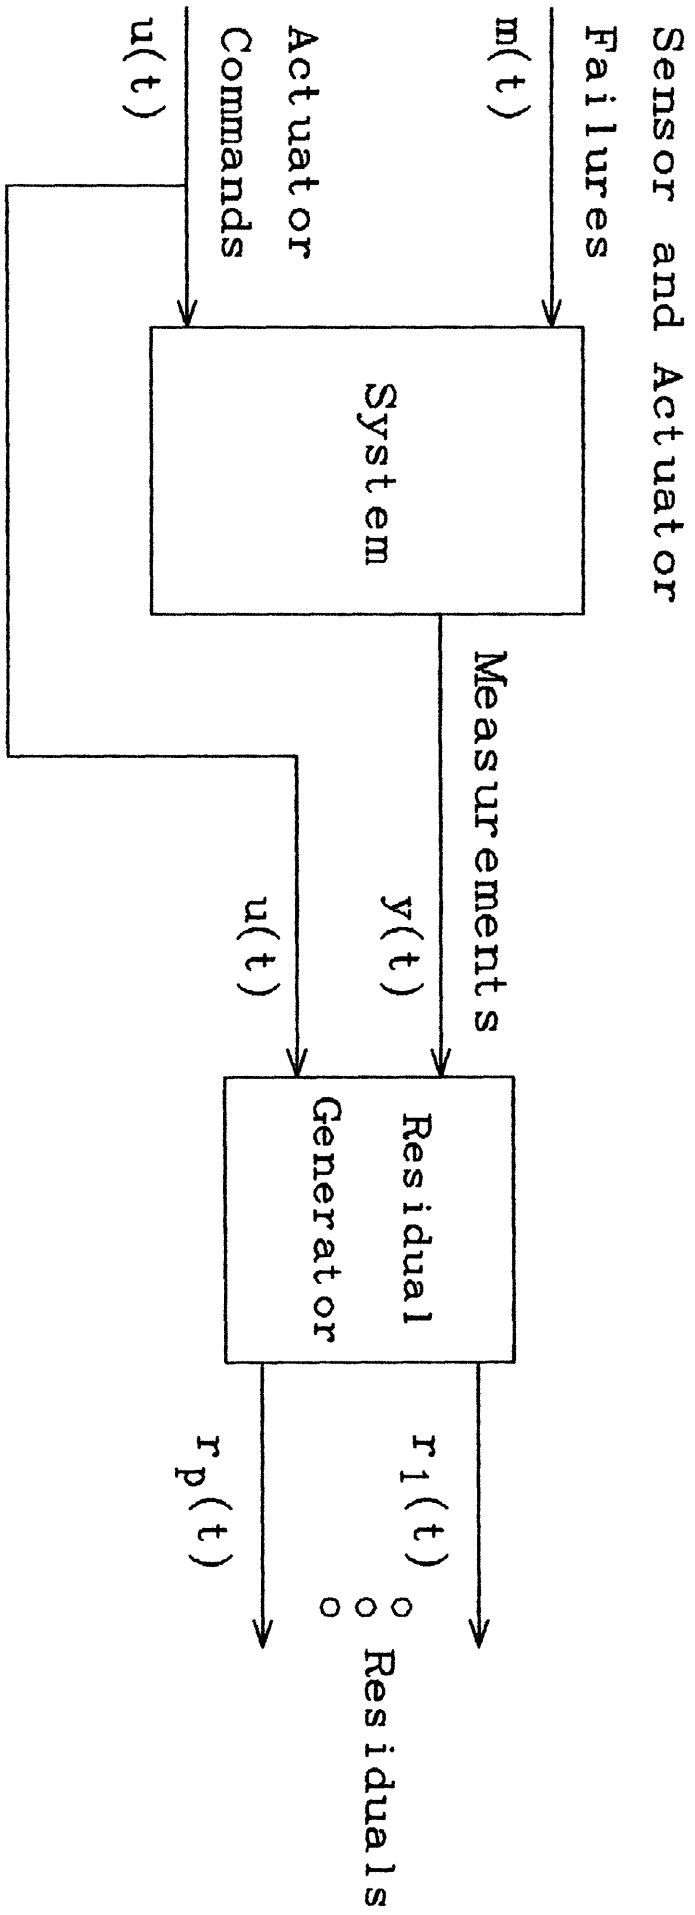 Sensor and Actuator
Failures
m(t)
Actuator
Commands
u(t)
System
Measurements
y(t)
u(t)
Residual
Generator
r1(t)
rp(t)
Residuals